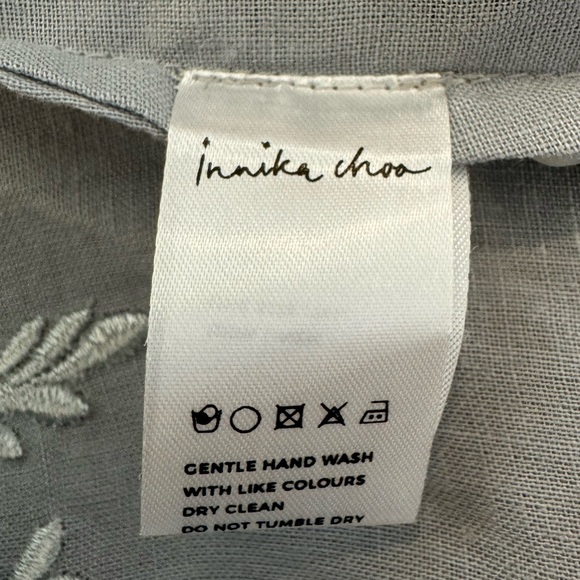 innika choo
GENTLE HAND WASH
WITH LIKE COLOURS
DRY CLEAN
DO NOT TUMBLE DRY